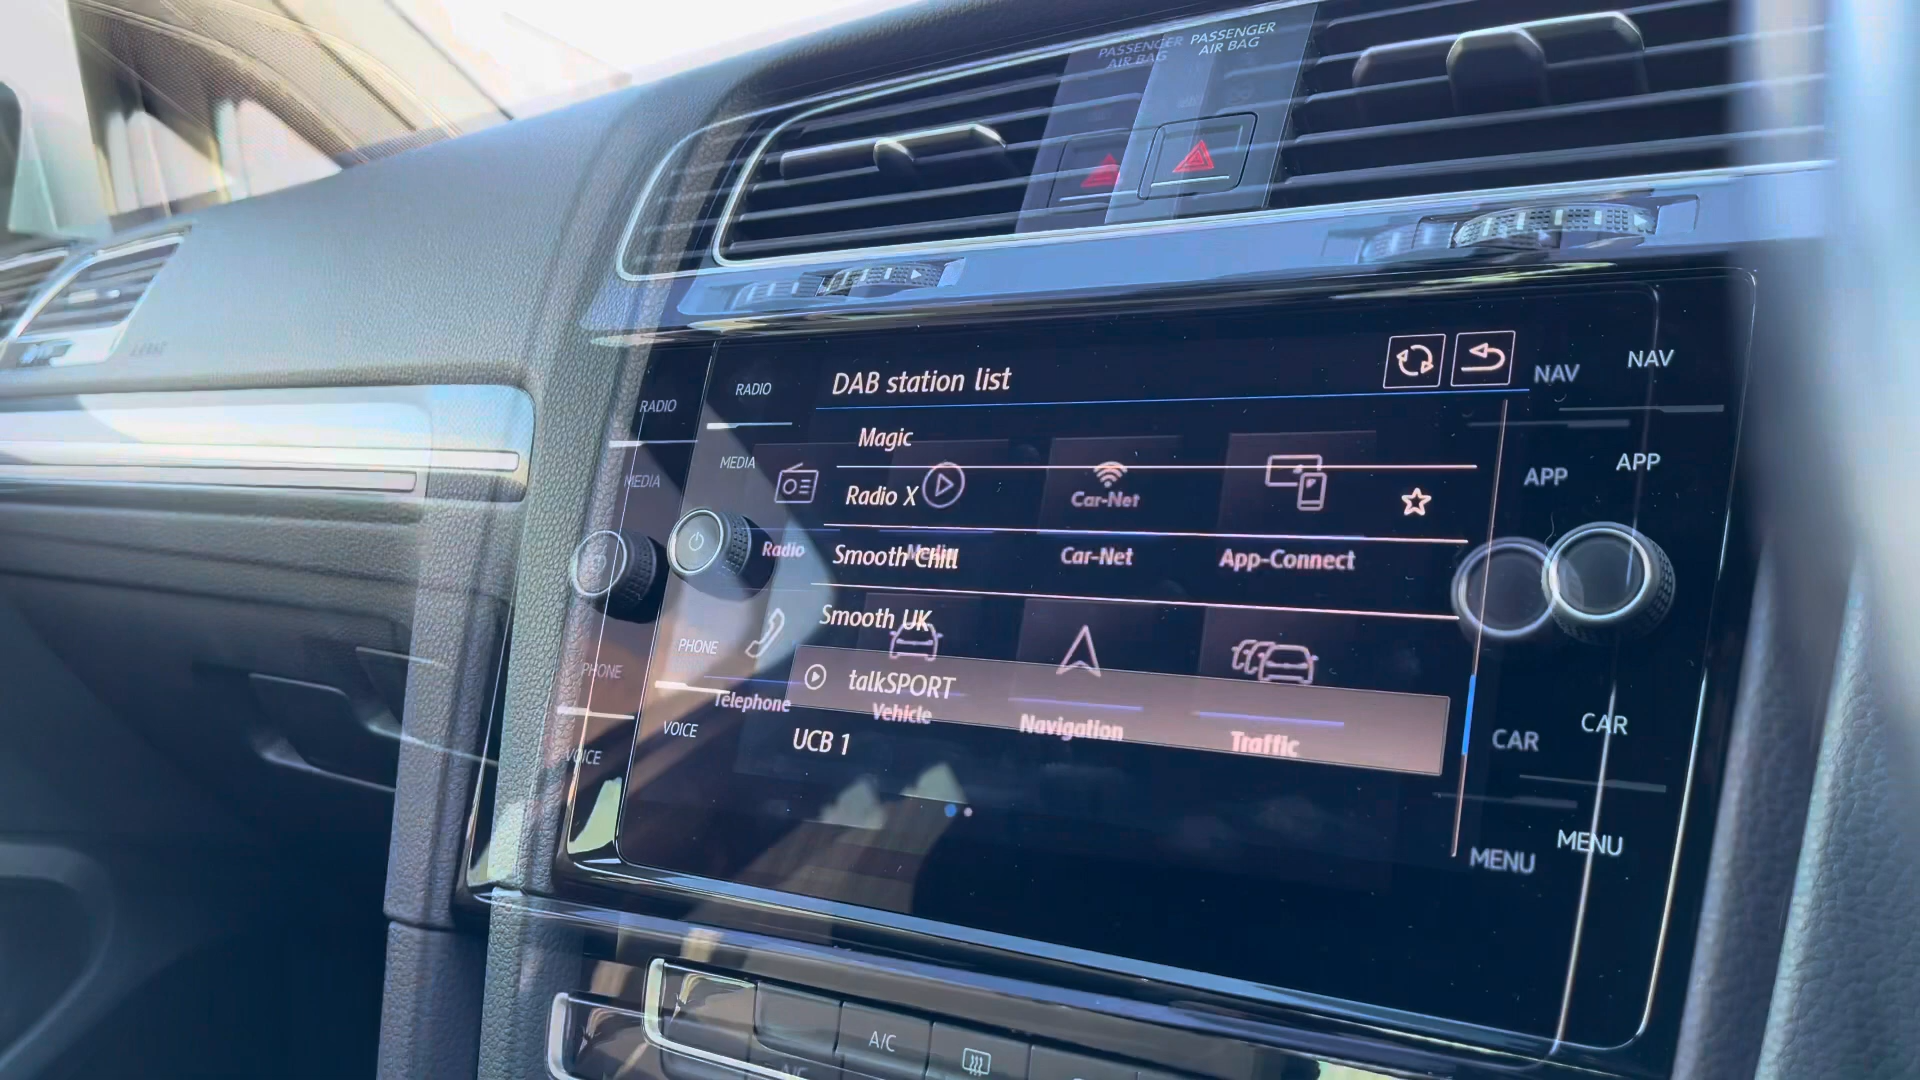 PASSENGER
AIR BAG
PASSENGER
AIR BAG
DAB station list
Magic
Radio X
Smooth Chill
Smooth UK
talkSPORT
UCB 1
Radio
Media
Car-Net
Car-Net
App-Connect
Telephone
Vehicle
Navigation
Traffic
RADIO
RADIO
MEDIA
MEDIA
PHONE
PHONE
VOICE
VOICE
NAV
NAV
APP
APP
CAR
CAR
MENU
MENU
A/C
A/C